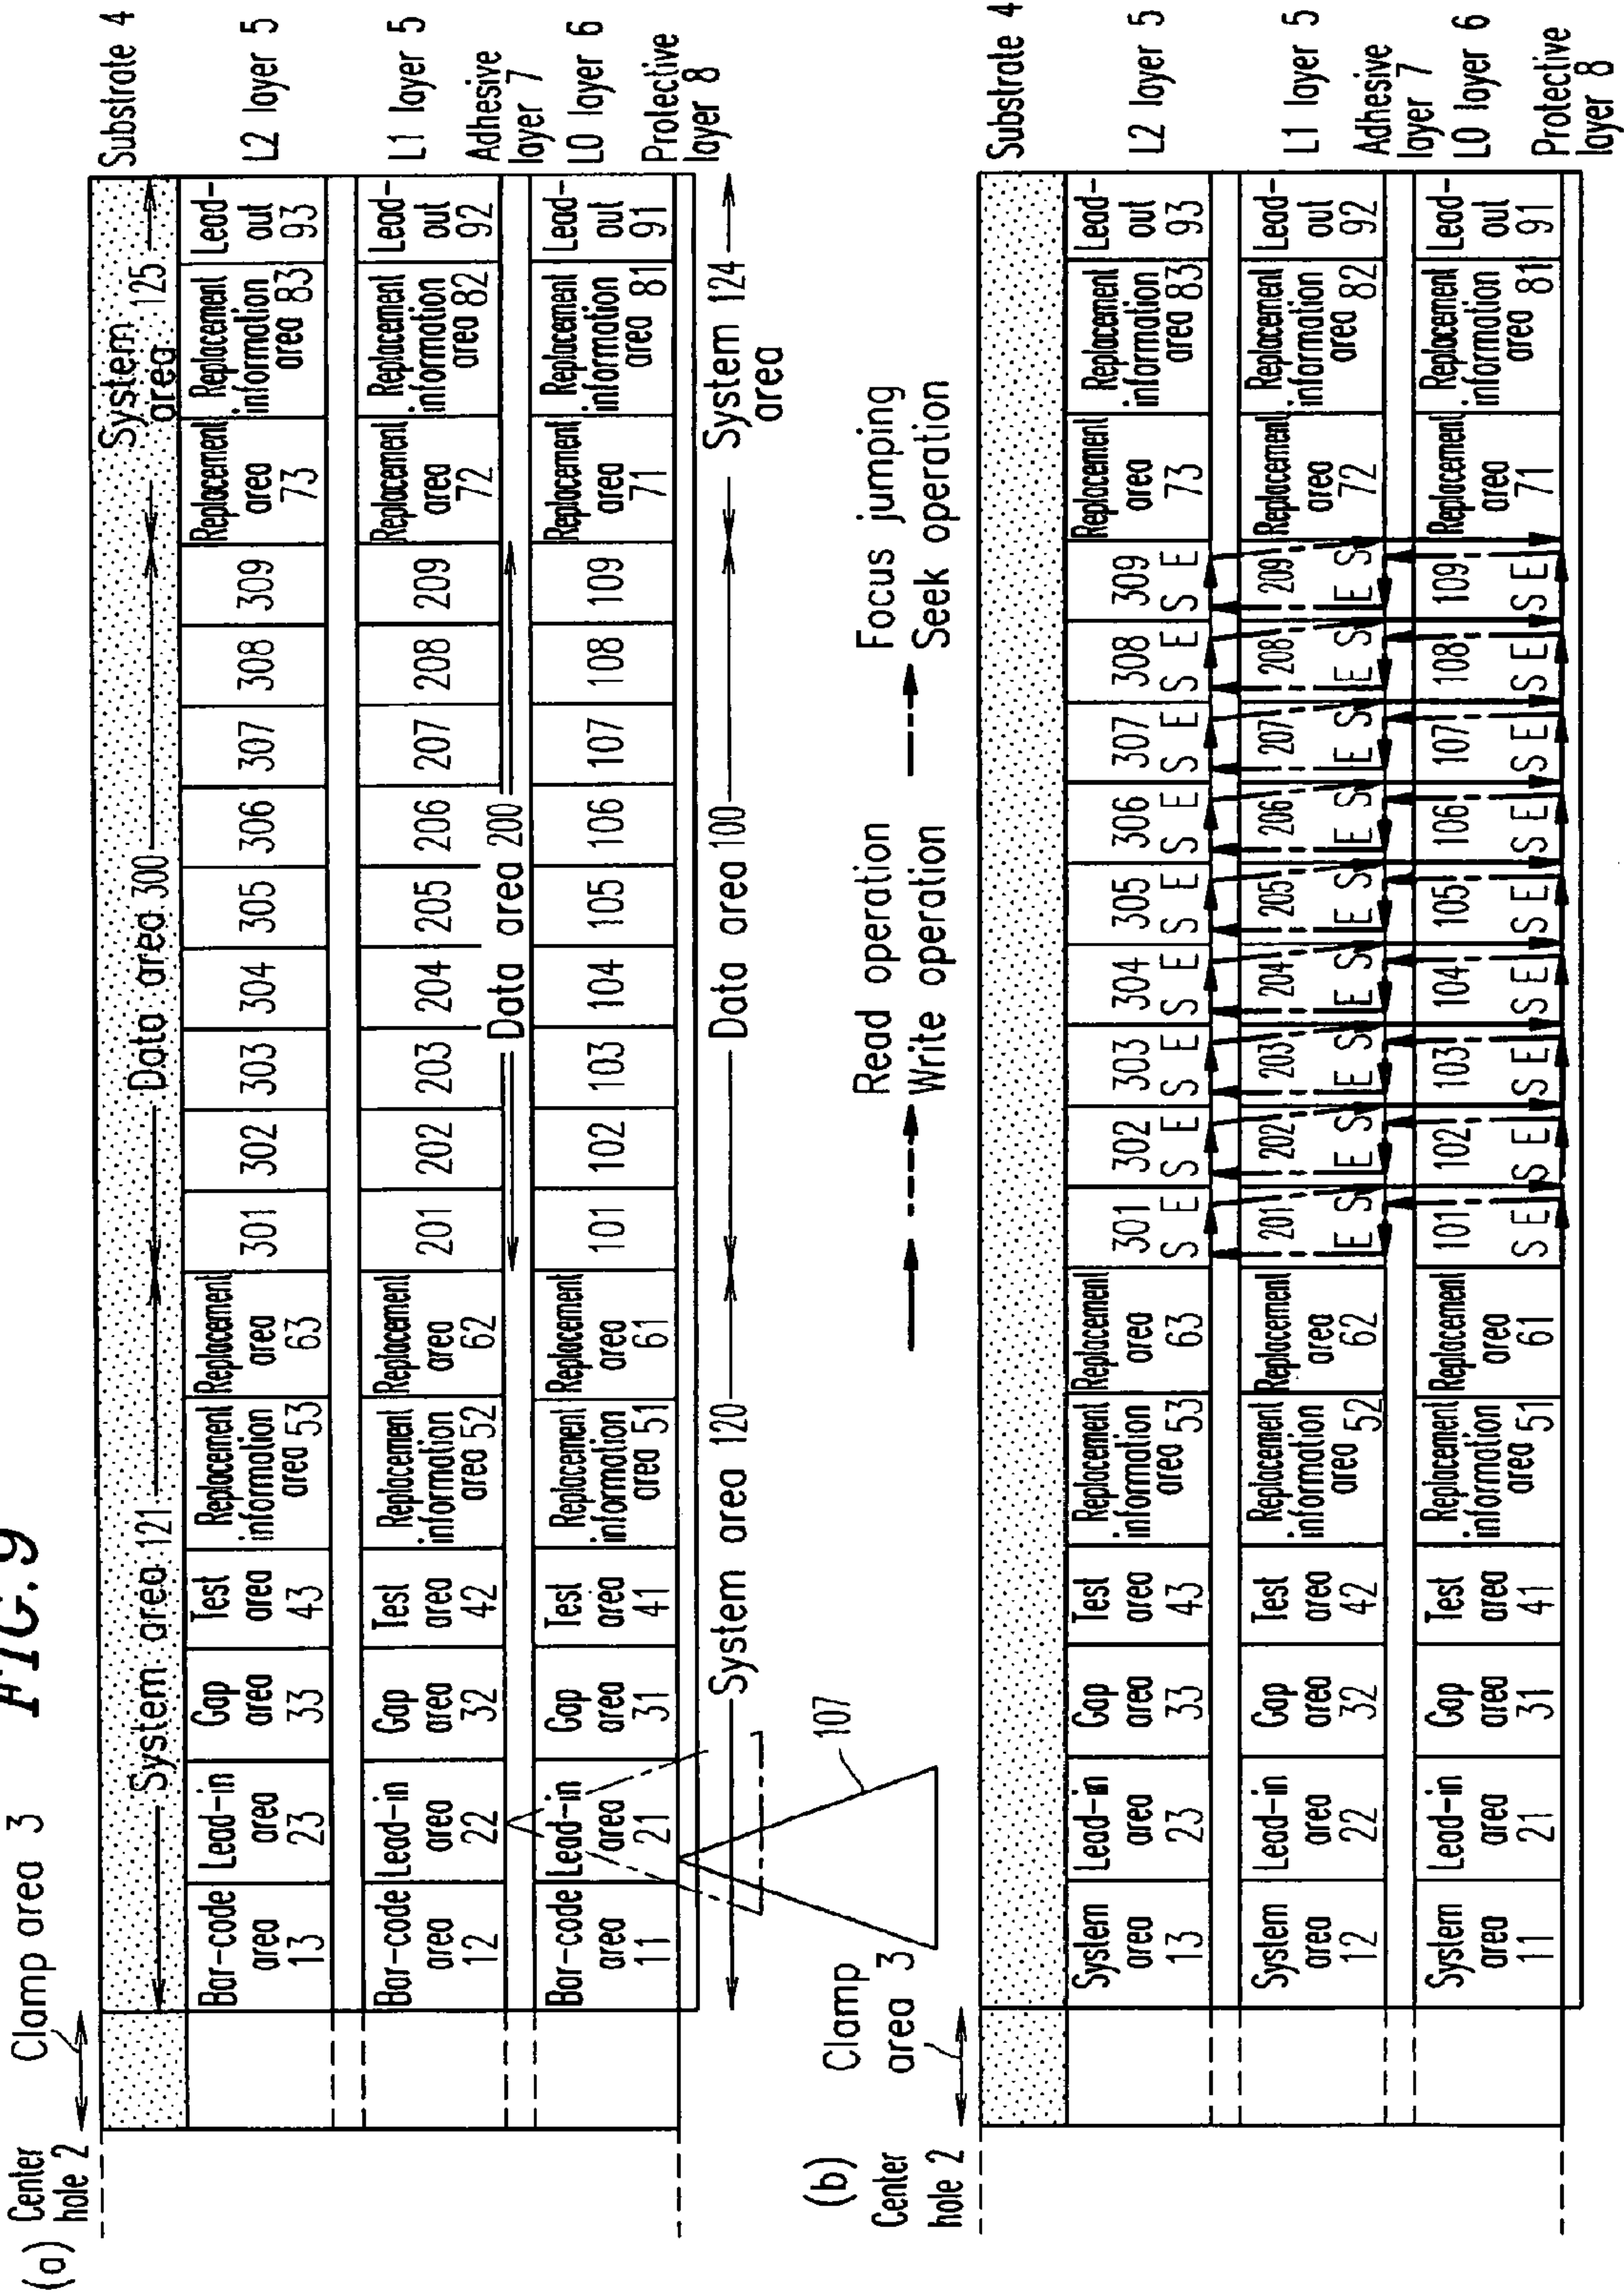 FIG. 9
(a) Center hole 2
Clamp area 3
System area 121
Data area 300
System area 125
Substrate 4
Bar-code area 13
Lead-in area 23
Gap area 33
Test area 43
Replacement information area 53
Replacement area 63
301 302 303 304 305 306 307 308 309
Replacement area 73
Replacement information area 83
Lead-out 93
L2 layer 5
Bar-code area 12
Lead-in area 22
Gap area 32
Test area 42
Replacement information area 52
Replacement area 62
201 202 203 204 205 206 207 208 209
Replacement area 72
Replacement information area 82
Lead-out 92
L1 layer 5
Data area 200
Adhesive layer 7
Bar-code area 11
Lead-in area 21
Gap area 31
Test area 41
Replacement information area 51
Replacement area 61
101 102 103 104 105 106 107 108 109
Replacement area 71
Replacement information area 81
Lead-out 91
L0 layer 6
Protective layer 8
System area 120
Data area 100
System 124 area
107
(b) Center hole 2
Clamp area 3
Read operation
Write operation
Focus jumping
Seek operation
Substrate 4
System area 13
Lead-in area 23
Gap area 33
Test area 43
Replacement information area 53
Replacement area 63
301 302 303 304 305 306 307 308 309
S E S E S E S E S E S E S E S E S E
Replacement area 73
Replacement information area 83
Lead-out 93
L2 layer 5
System area 12
Lead-in area 22
Gap area 32
Test area 42
Replacement information area 52
Replacement area 62
201 202 203 204 205 206 207 208 209
E S E S E S E S E S E S E S E S E S
Replacement area 72
Replacement information area 82
Lead-out 92
L1 layer 5
Adhesive layer 7
System area 11
Lead-in area 21
Gap area 31
Test area 41
Replacement information area 51
Replacement area 61
101 102 103 104 105 106 107 108 109
S E S E S E S E S E S E S E S E S E
Replacement area 71
Replacement information area 81
Lead-out 91
L0 layer 6
Protective layer 8